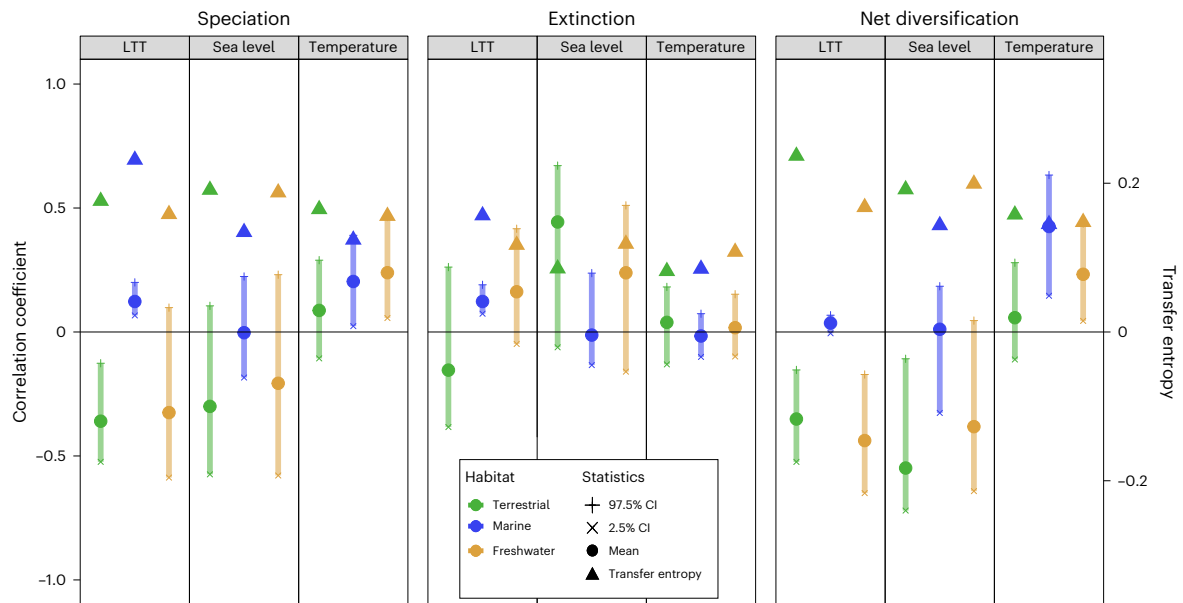 Speciation
Extinction
Net diversification
LTT
Sea level
Temperature
LTT
Sea level
Temperature
LTT
Sea level
Temperature
Correlation coefficient
1.0
0.5
0
–0.5
–1.0
Transfer entropy
0.2
0
–0.2
Habitat
Terrestrial
Marine
Freshwater
Statistics
97.5% CI
2.5% CI
Mean
Transfer entropy